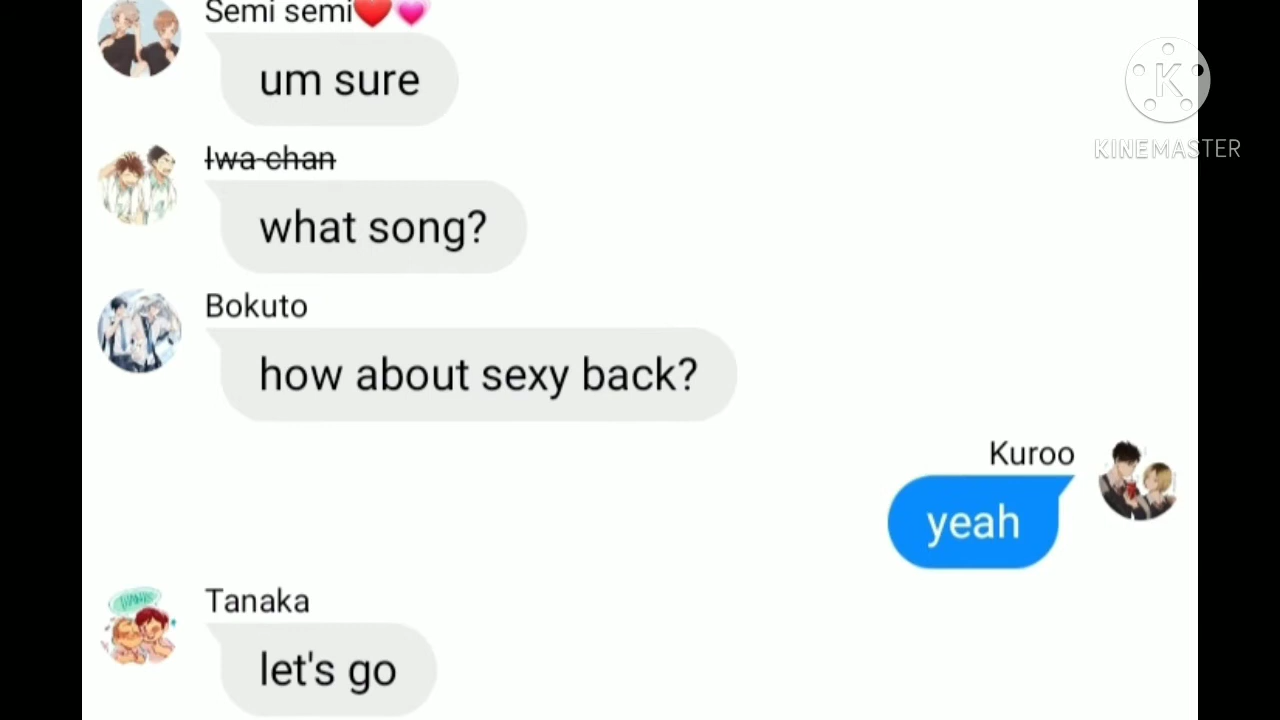 Semi semi❤️💗
um sure
Iwa-chan
what song?
Bokuto
how about sexy back?
Kuroo
yeah
Tanaka
let's go
K
KINEMASTER